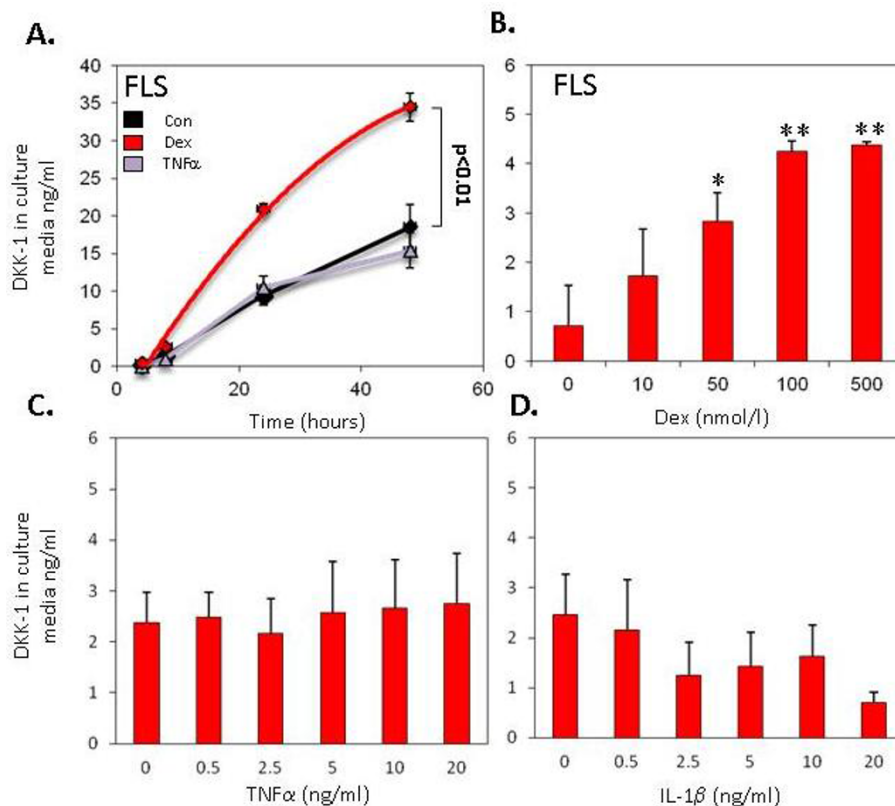 A.
FLS
Con
Dex
TNFα
40
35
30
25
20
15
10
5
0
0 20 40 60
p<0.01
DKK-1 in culture
media ng/ml
Time (hours)
B.
FLS
6
5
4
3
2
1
0
* ** **
0 10 50 100 500
Dex (nmol/l)
C.
6
5
4
3
2
1
0
DKK-1 in culture
media ng/ml
0 0.5 2.5 5 10 20
TNFα (ng/ml)
D.
6
5
4
3
2
1
0
0 0.5 2.5 5 10 20
IL-1β (ng/ml)